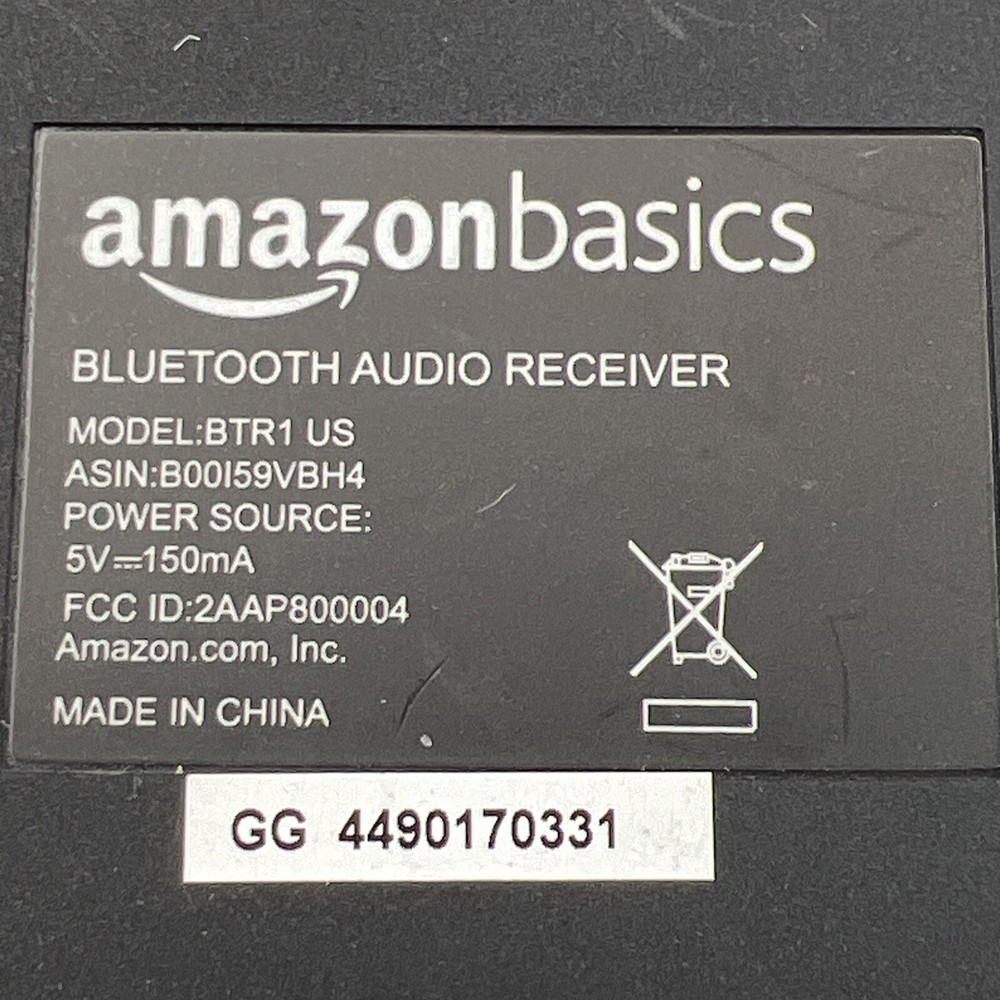 amazonbasics
BLUETOOTH AUDIO RECEIVER
MODEL:BTR1 US
ASIN:B00I59VBH4
POWER SOURCE:
5V⎓150mA
FCC ID:2AAP800004
Amazon.com, Inc.
MADE IN CHINA
GG 4490170331